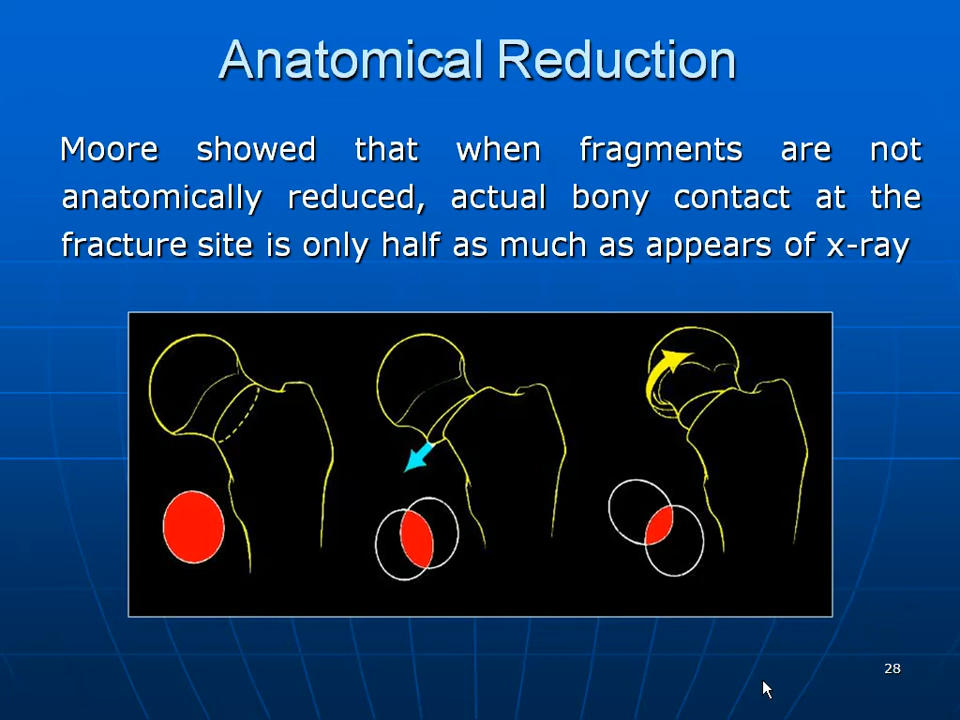 Anatomical Reduction
Moore showed that when fragments are not
anatomically reduced, actual bony contact at the
fracture site is only half as much as appears of x-ray
28